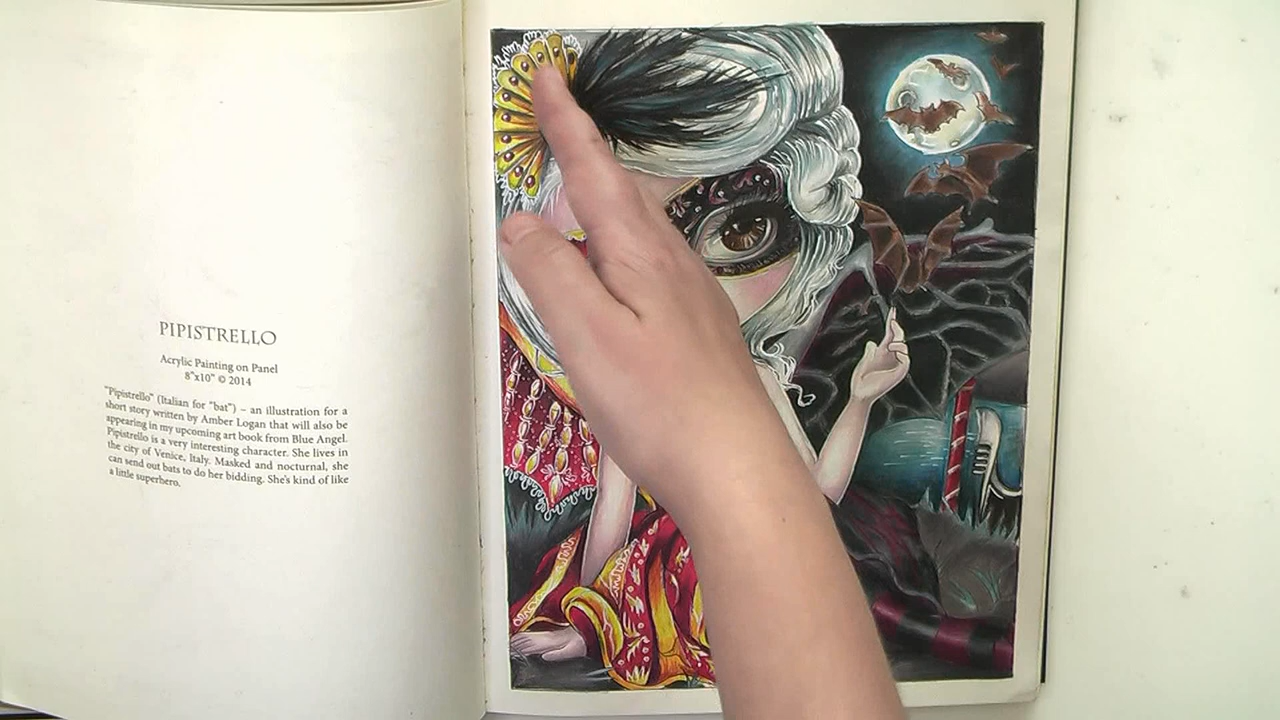 PIPISTRELLO
Acrylic Painting on Panel
8"x10" © 2014
"Pipistrello" (Italian for "bat") – an illustration for a
short story written by Amber Logan that will also be
appearing in my upcoming art book from Blue Angel.
Pipistrello is a very interesting character. She lives in
the city of Venice, Italy. Masked and nocturnal, she
can send out bats to do her bidding. She's kind of like
a little superhero.